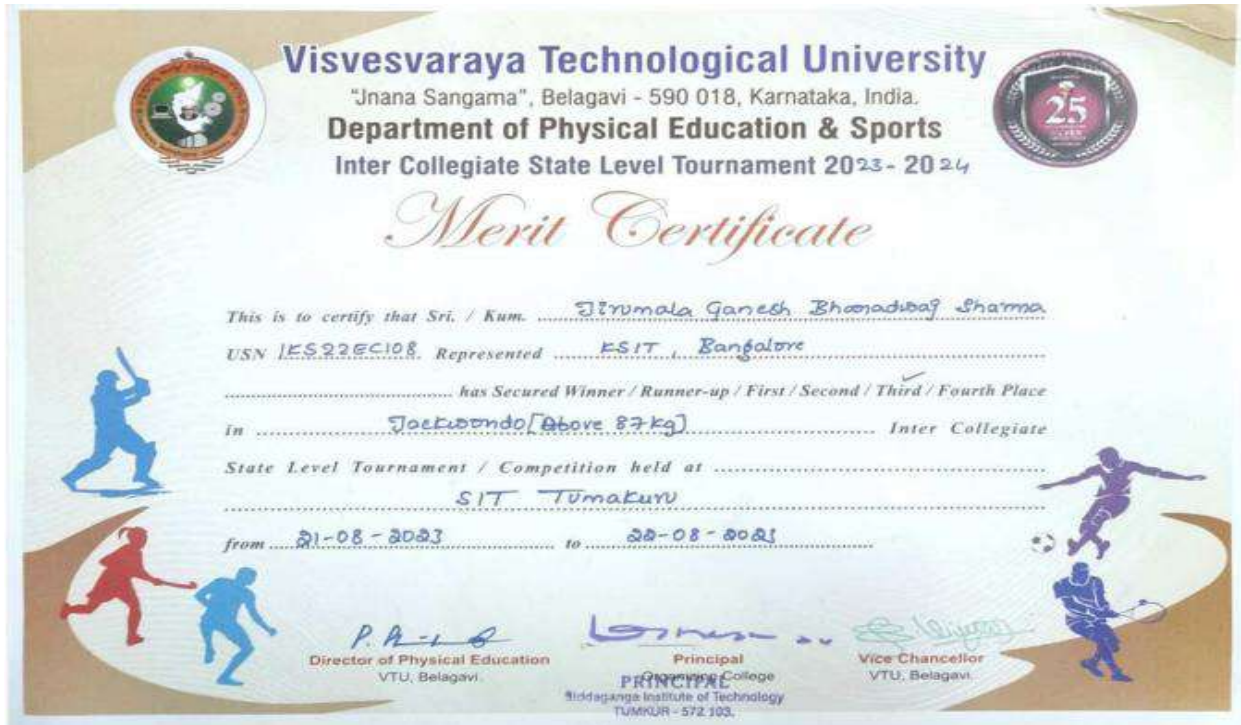 Visvesvaraya Technological University
"Jnana Sangama", Belagavi - 590 018, Karnataka, India.
Department of Physical Education & Sports
25
Inter Collegiate State Level Tournament 2023 - 2024
Merit Certificate
This is to certify that Sri. / Kum. Tirumala Ganesh Bharadwaj Sharma
USN 1KS22EC108 Represented KSIT, Bangalore
has Secured Winner / Runner-up / First / Second / Third / Fourth Place
in Taekwondo [Above 87kg] Inter Collegiate
State Level Tournament / Competition held at
SIT Tumakuru
from 21-08-2023 to 22-08-2023
Director of Physical Education Principal Vice Chancellor
VTU, Belagavi. Organising College VTU, Belagavi.
PRINCIPAL
Siddaganga Institute of Technology
TUMKUR - 572 103.